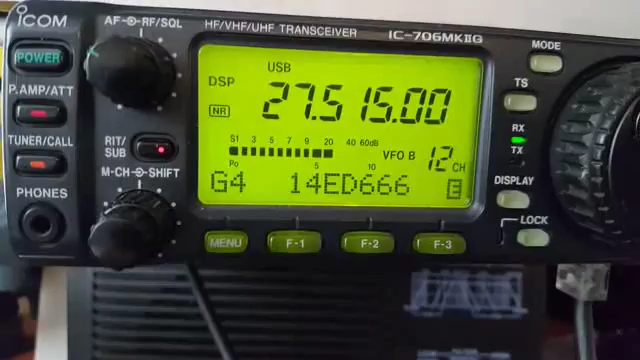 ICOM
AF-RF/SQL
HF/VHF/UHF TRANSCEIVER
IC-706MKIIG
POWER
P.AMP/ATT
TUNER/CALL
PHONES
RIT/
SUB
M-CH-SHIFT
DSP
USB
NR
27.515.00
S1 3 5 7 9 20 40 60dB
Po 5 10
VFO B
12CH
G4 14ED666 E
MENU
F-1
F-2
F-3
MODE
TS
RX
TX
DISPLAY
LOCK